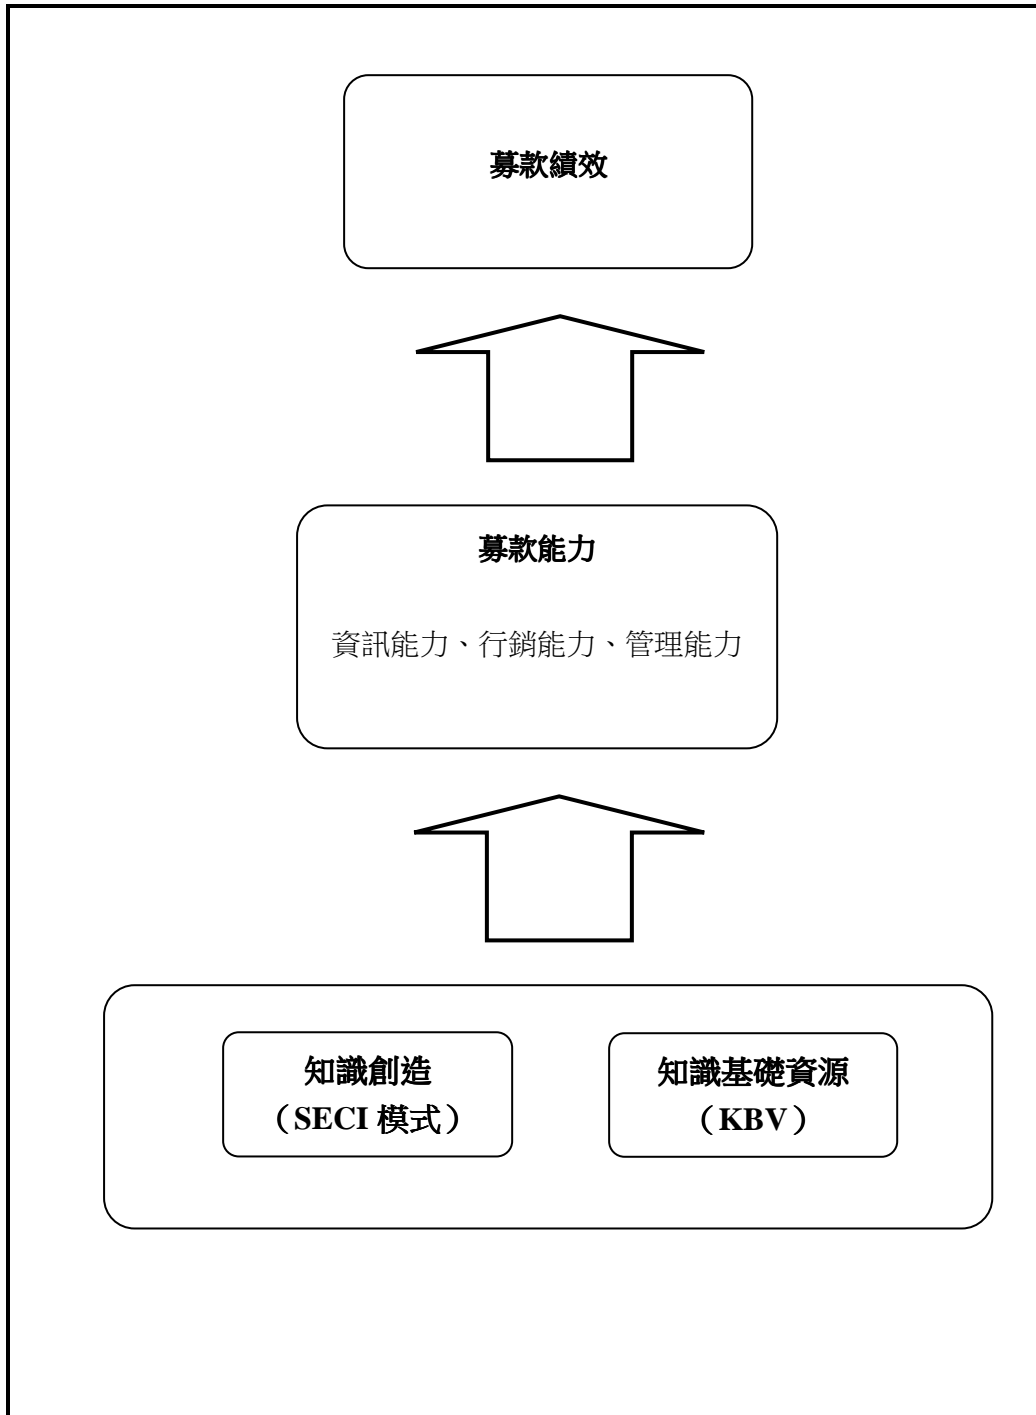 募款績效
募款能力
資訊能力、行銷能力、管理能力
知識創造
（SECI 模式）
知識基礎資源
（KBV）